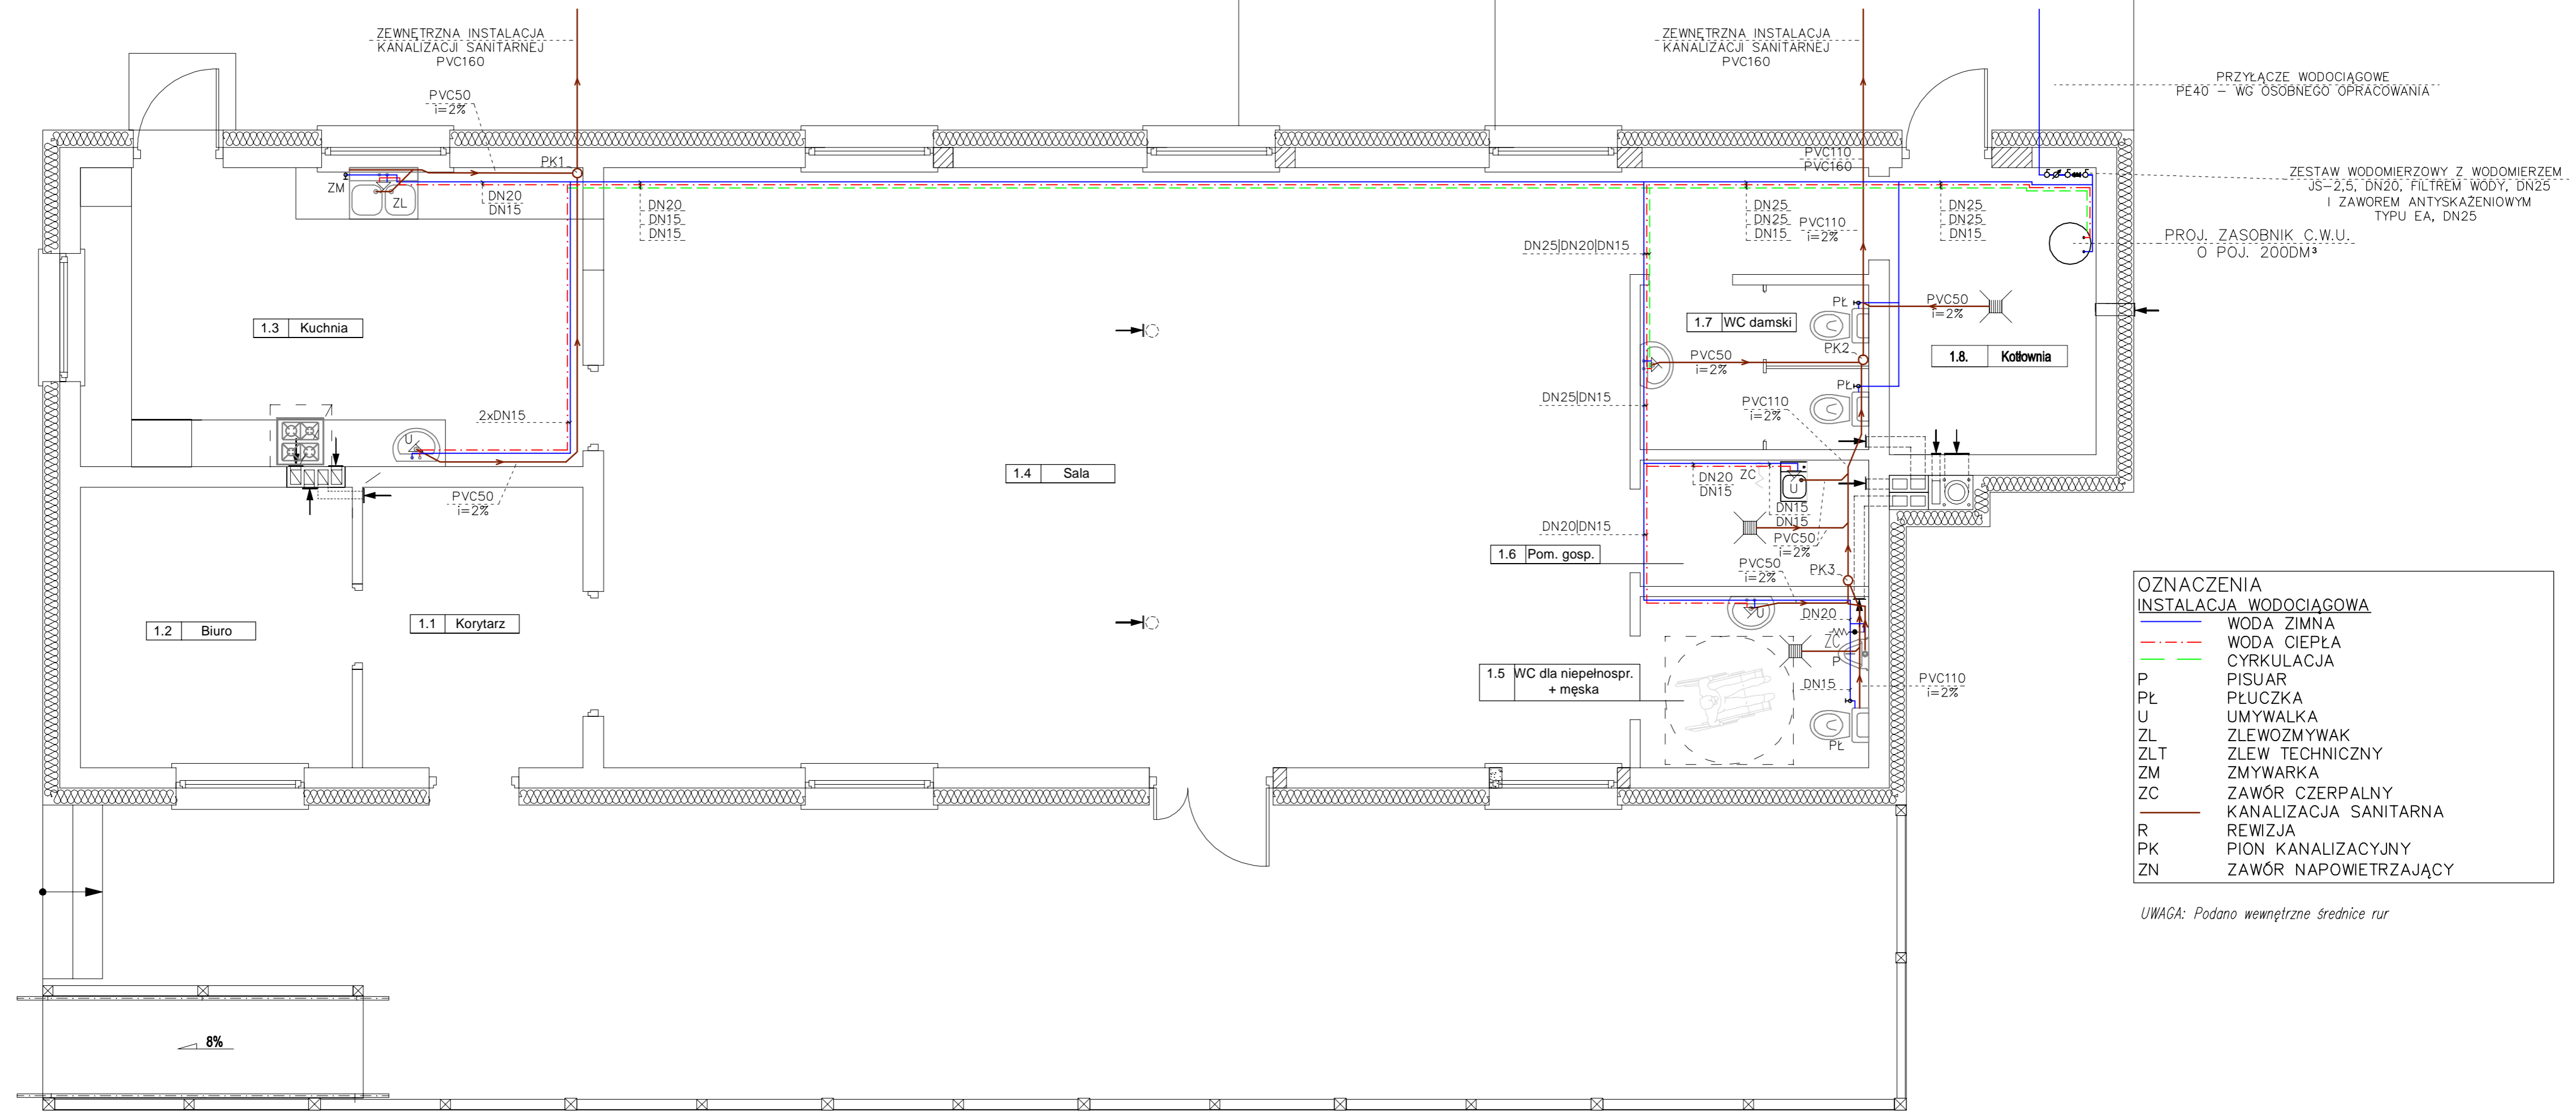 ZEWNĘTRZNA INSTALACJA
KANALIZACJI SANITARNEJ
PVC160
ZEWNĘTRZNA INSTALACJA
KANALIZACJI SANITARNEJ
PVC160
PRZYŁĄCZE WODOCIĄGOWE
PE40 – WG OSOBNEGO OPRACOWANIA
PVC50
i=2%
PK1
ZM
ZL
DN20
DN15
DN20
DN15
DN15
PVC110
PVC160
DN25
DN25
DN15
PVC110
i=2%
DN25
DN25
DN15
ZESTAW WODOMIERZOWY Z WODOMIERZEM
JS-2,5, DN20, FILTREM WODY, DN25
I ZAWOREM ANTYSKAŻENIOWYM
TYPU EA, DN25
PROJ. ZASOBNIK C.W.U.
O POJ. 200DM³
DN25|DN20|DN15
1.3 Kuchnia
1.7 WC damski
PŁ
PVC50
i=2%
PK2
1.8. Kotłownia
PVC50
i=2%
PŁ
DN25|DN15
PVC110
i=2%
2xDN15
U
1.4 Sala
PVC50
i=2%
ZC
U
DN20
DN15
DN15
DN15
DN20|DN15
PVC50
i=2%
1.6 Pom. gosp.
PVC50
i=2%
PK3
1.2 Biuro
1.1 Korytarz
U
DN20
ZC
P
1.5 WC dla niepełnospr.
+ męska
DN15
PVC110
i=2%
PŁ
8%
OZNACZENIA
INSTALACJA WODOCIĄGOWA
WODA ZIMNA
WODA CIEPŁA
CYRKULACJA
P PISUAR
PŁ PŁUCZKA
U UMYWALKA
ZL ZLEWOZMYWAK
ZLT ZLEW TECHNICZNY
ZM ZMYWARKA
ZC ZAWÓR CZERPALNY
KANALIZACJA SANITARNA
R REWIZJA
PK PION KANALIZACYJNY
ZN ZAWÓR NAPOWIETRZAJĄCY
UWAGA: Podano wewnętrzne średnice rur